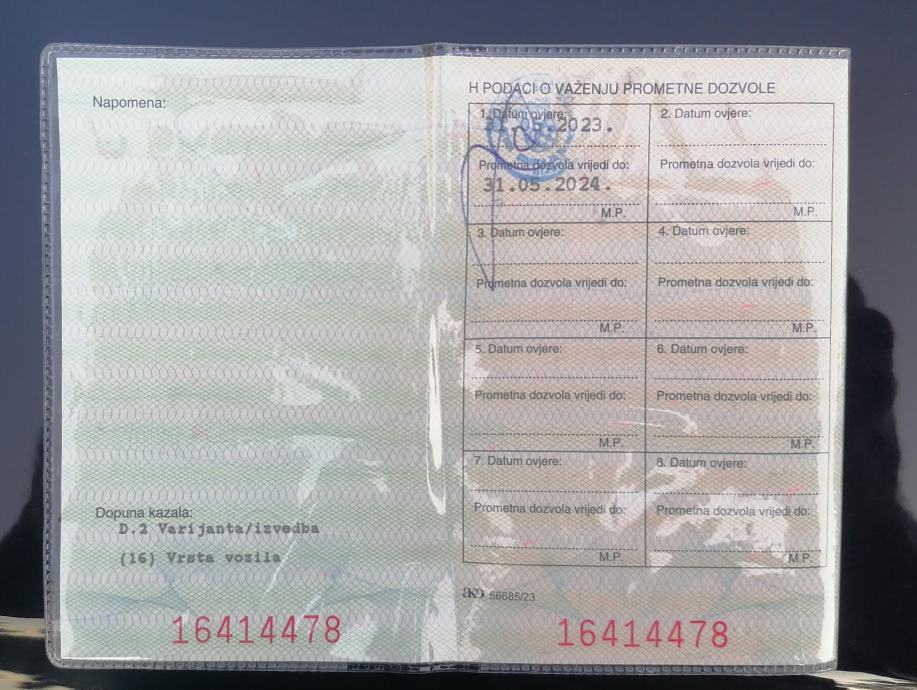 Napomena:
Dopuna kazala:
D.2 Varijanta/izvedba
(16) Vrsta vozila
16414478
H PODACI O VAŽENJU PROMETNE DOZVOLE
1. Datum ovjere:
31.05.2023.
Prometna dozvola vrijedi do:
31.05.2024.
M.P.
2. Datum ovjere:
Prometna dozvola vrijedi do:
M.P.
3. Datum ovjere:
Prometna dozvola vrijedi do:
M.P.
4. Datum ovjere:
Prometna dozvola vrijedi do:
M.P.
5. Datum ovjere:
Prometna dozvola vrijedi do:
M.P.
6. Datum ovjere:
Prometna dozvola vrijedi do:
M.P.
7. Datum ovjere:
Prometna dozvola vrijedi do:
M.P.
8. Datum ovjere:
Prometna dozvola vrijedi do:
M.P.
AKD 56685/23
16414478